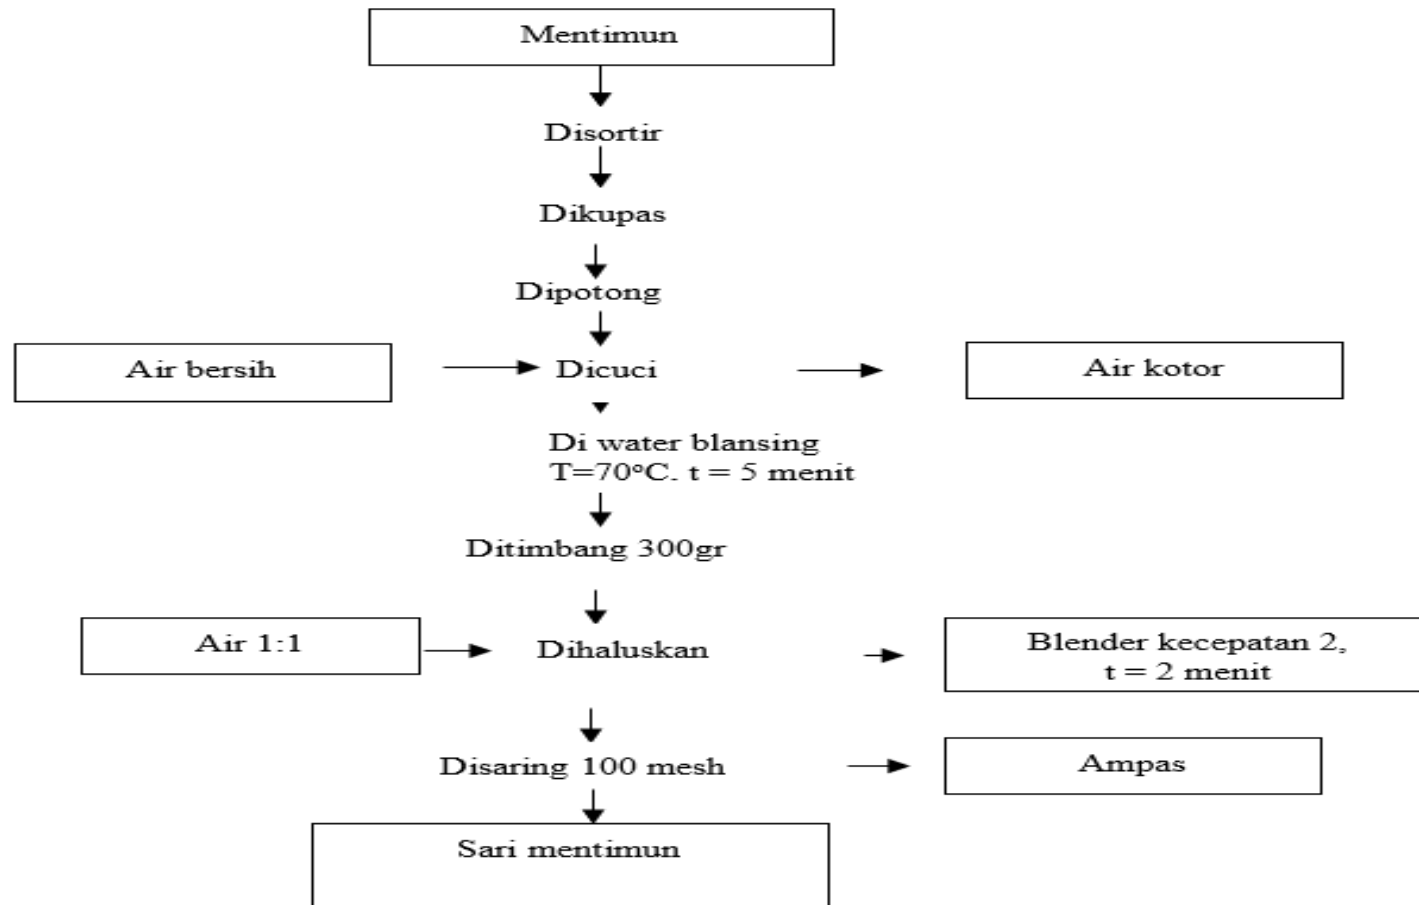 Mentimun
Disortir
Dikupas
Dipotong
Air bersih
Dicuci
Air kotor
Di water blansing
T=70°C. t = 5 menit
Ditimbang 300gr
Air 1:1
Dihaluskan
Blender kecepatan 2,
t = 2 menit
Disaring 100 mesh
Ampas
Sari mentimun